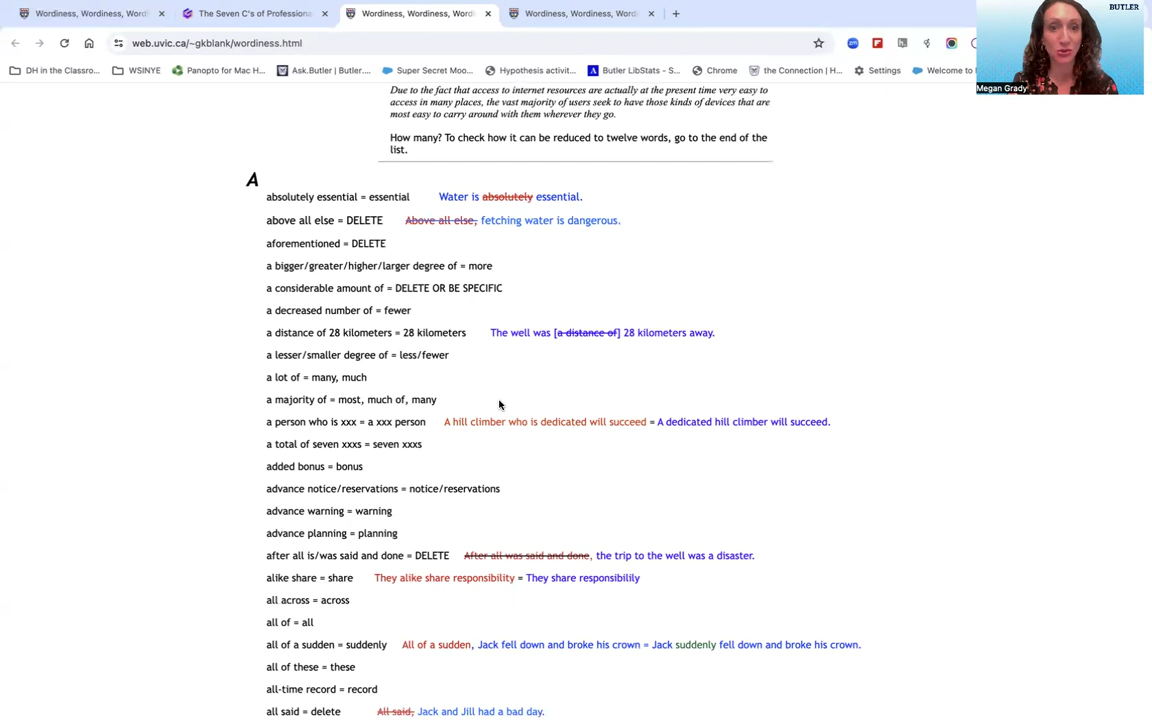 Wordiness, Wordiness, Wordi
The Seven C's of Professiona
Wordiness, Wordiness, Wordi
Wordiness, Wordiness, Wordi
BUTLER
web.uvic.ca/~gkblank/wordiness.html
DH in the Classro...
WSINYE
Panopto for Mac H...
Ask.Butler | Butler....
Super Secret Moo...
Hypothesis activit...
Butler LibStats – S...
Chrome
the Connection | H...
Settings
Welcome to
Megan Grady
Due to the fact that access to internet resources are actually at the present time very easy to
access in many places, the vast majority of users seek to have those kinds of devices that are
most easy to carry around with them wherever they go.
How many? To check how it can be reduced to twelve words, go to the end of the
list.
A
absolutely essential = essential Water is absolutely essential.
above all else = DELETE Above all else, fetching water is dangerous.
aforementioned = DELETE
a bigger/greater/higher/larger degree of = more
a considerable amount of = DELETE OR BE SPECIFIC
a decreased number of = fewer
a distance of 28 kilometers = 28 kilometers The well was [a distance of] 28 kilometers away.
a lesser/smaller degree of = less/fewer
a lot of = many, much
a majority of = most, much of, many
a person who is xxx = a xxx person A hill climber who is dedicated will succeed = A dedicated hill climber will succeed.
a total of seven xxxs = seven xxxs
added bonus = bonus
advance notice/reservations = notice/reservations
advance warning = warning
advance planning = planning
after all is/was said and done = DELETE After all was said and done, the trip to the well was a disaster.
alike share = share They alike share responsibility = They share responsibilily
all across = across
all of = all
all of a sudden = suddenly All of a sudden, Jack fell down and broke his crown = Jack suddenly fell down and broke his crown.
all of these = these
all-time record = record
all said = delete All said, Jack and Jill had a bad day.